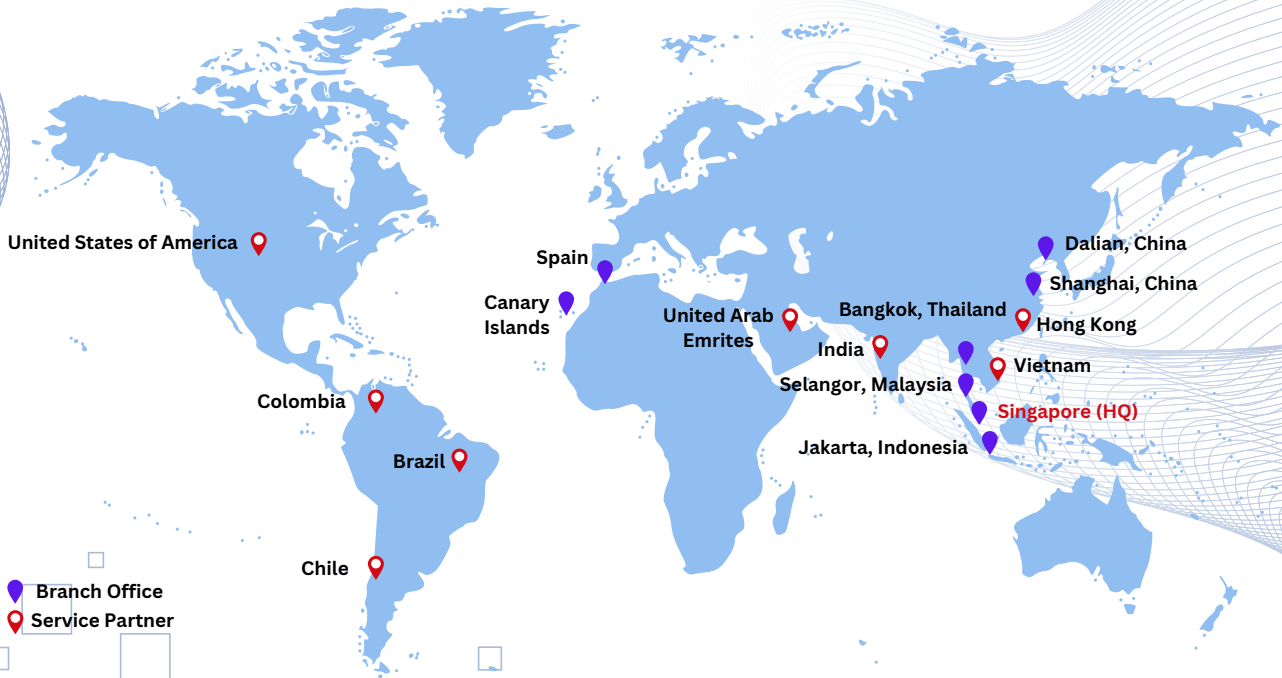 United States of America
Dalian, China
Spain
Shanghai, China
Canary
Islands
United Arab
Emrites
Bangkok, Thailand
Hong Kong
India
Vietnam
Selangor, Malaysia
Colombia
Singapore (HQ)
Jakarta, Indonesia
Brazil
Chile
Branch Office
Service Partner